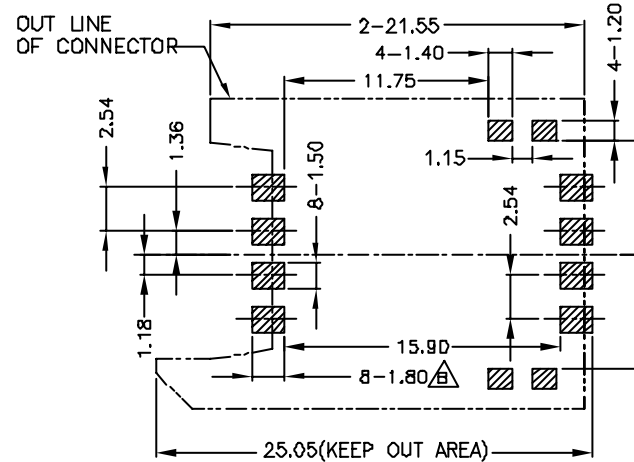 OUT LINE
OF CONNECTOR
2-21.55
4-1.40
11.75
4-1.20
2.54
1.36
8-1.50
1.15
2.54
1.18
15.90
8-1.80 B
25.05(KEEP OUT AREA)